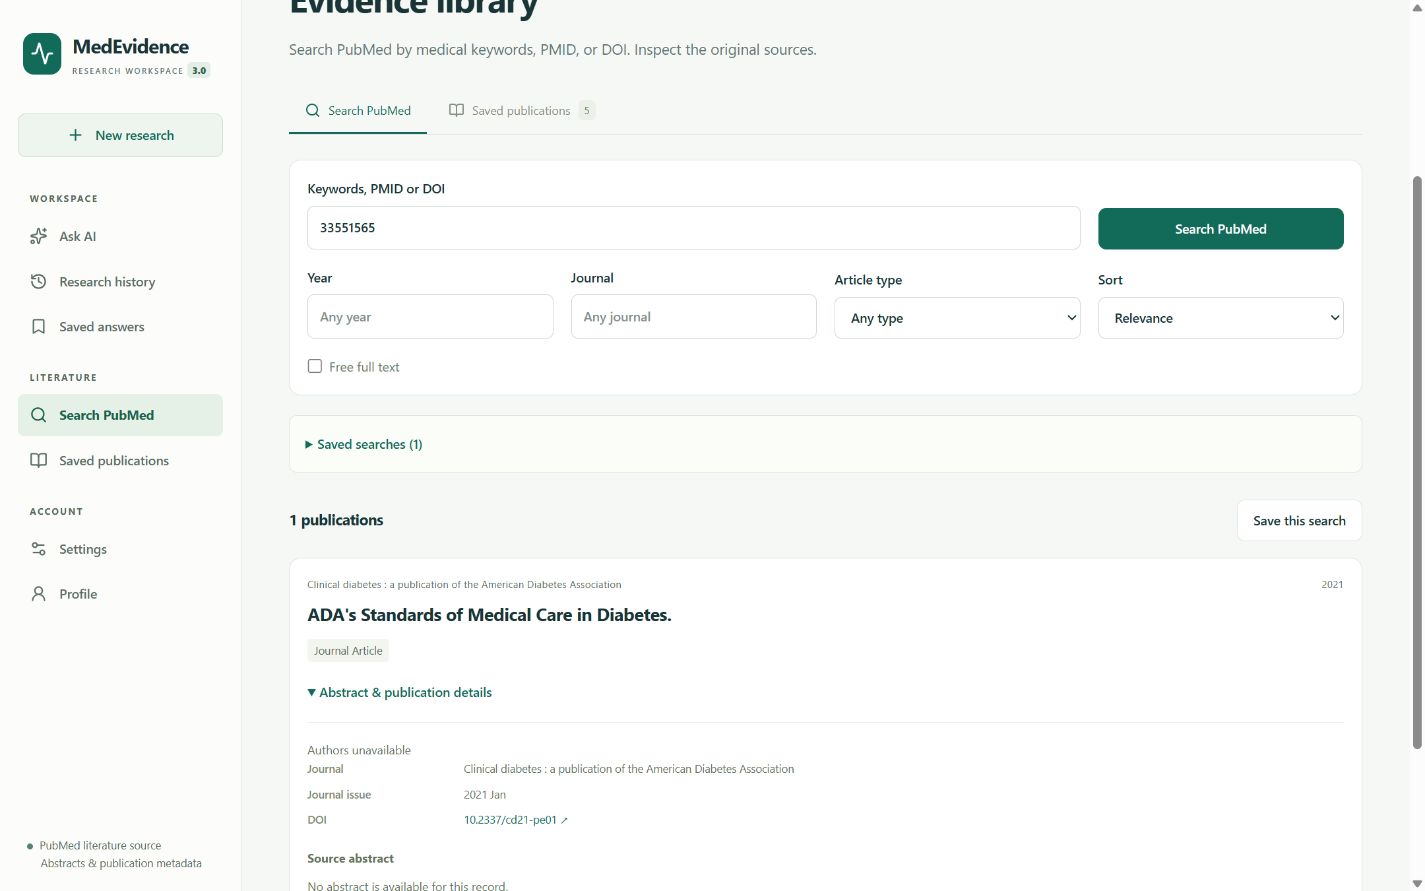 Evidence library
MedEvidence
RESEARCH WORKSPACE 3.0
Search PubMed by medical keywords, PMID, or DOI. Inspect the original sources.
Search PubMed
Saved publications 5
New research
Keywords, PMID or DOI
33551565
Search PubMed
WORKSPACE
Ask AI
Research history
Saved answers
Year
Journal
Article type
Sort
Any year
Any journal
Any type
Relevance
Free full text
LITERATURE
Search PubMed
Saved publications
Saved searches (1)
ACCOUNT
Settings
Profile
1 publications
Save this search
Clinical diabetes : a publication of the American Diabetes Association
2021
ADA's Standards of Medical Care in Diabetes.
Journal Article
Abstract & publication details
Authors unavailable
Journal Clinical diabetes : a publication of the American Diabetes Association
Journal issue 2021 Jan
DOI 10.2337/cd21-pe01 ↗
Source abstract
No abstract is available for this record.
PubMed literature source
Abstracts & publication metadata